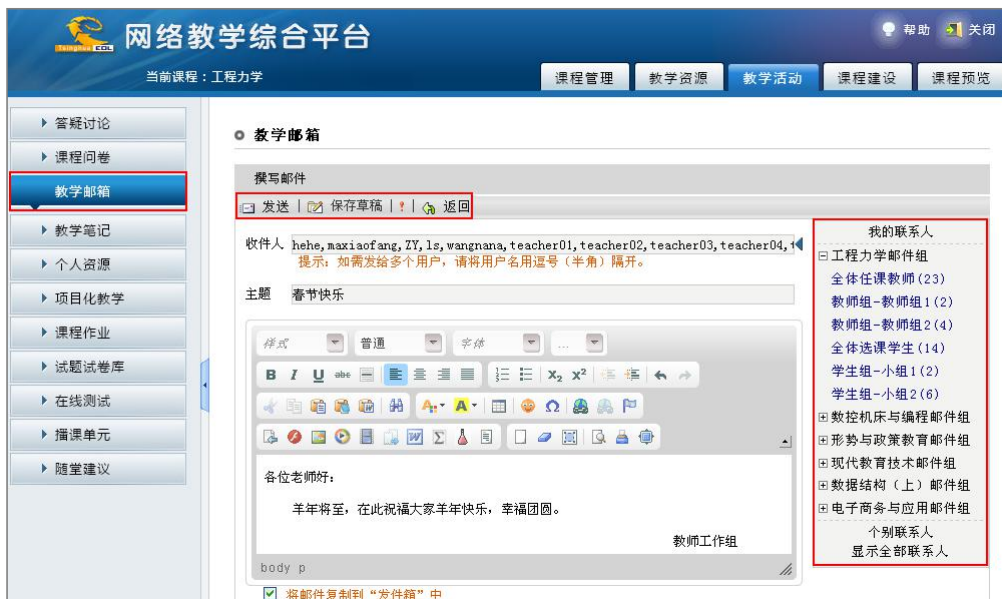 Tsinghua EOL
网络教学综合平台
帮助 关闭
当前课程：工程力学
课程管理 教学资源 教学活动 课程建设 课程预览
答疑讨论
课程问卷
教学邮箱
教学笔记
个人资源
项目化教学
课程作业
试题试卷库
在线测试
播课单元
随堂建议
教学邮箱
撰写邮件
发送 | 保存草稿 | ! | 返回
收件人 hehe,maxiaofang,ZY,ls,wangnana,teacher01,teacher02,teacher03,teacher04,t
提示：如需发给多个用户，请将用户名用逗号（半角）隔开。
主题 春节快乐
样式 普通 字体 ...
B I U abc X₂ X²
A A Ω
W Σ
各位老师好：
羊年将至，在此祝福大家羊年快乐，幸福团圆。
教师工作组
body p
将邮件复制到“发件箱”中
我的联系人
工程力学邮件组
全体任课教师(23)
教师组-教师组1(2)
教师组-教师组2(4)
全体选课学生(14)
学生组-小组1(2)
学生组-小组2(6)
数控机床与编程邮件组
形势与政策教育邮件组
现代教育技术邮件组
数据结构（上）邮件组
电子商务与应用邮件组
个别联系人
显示全部联系人